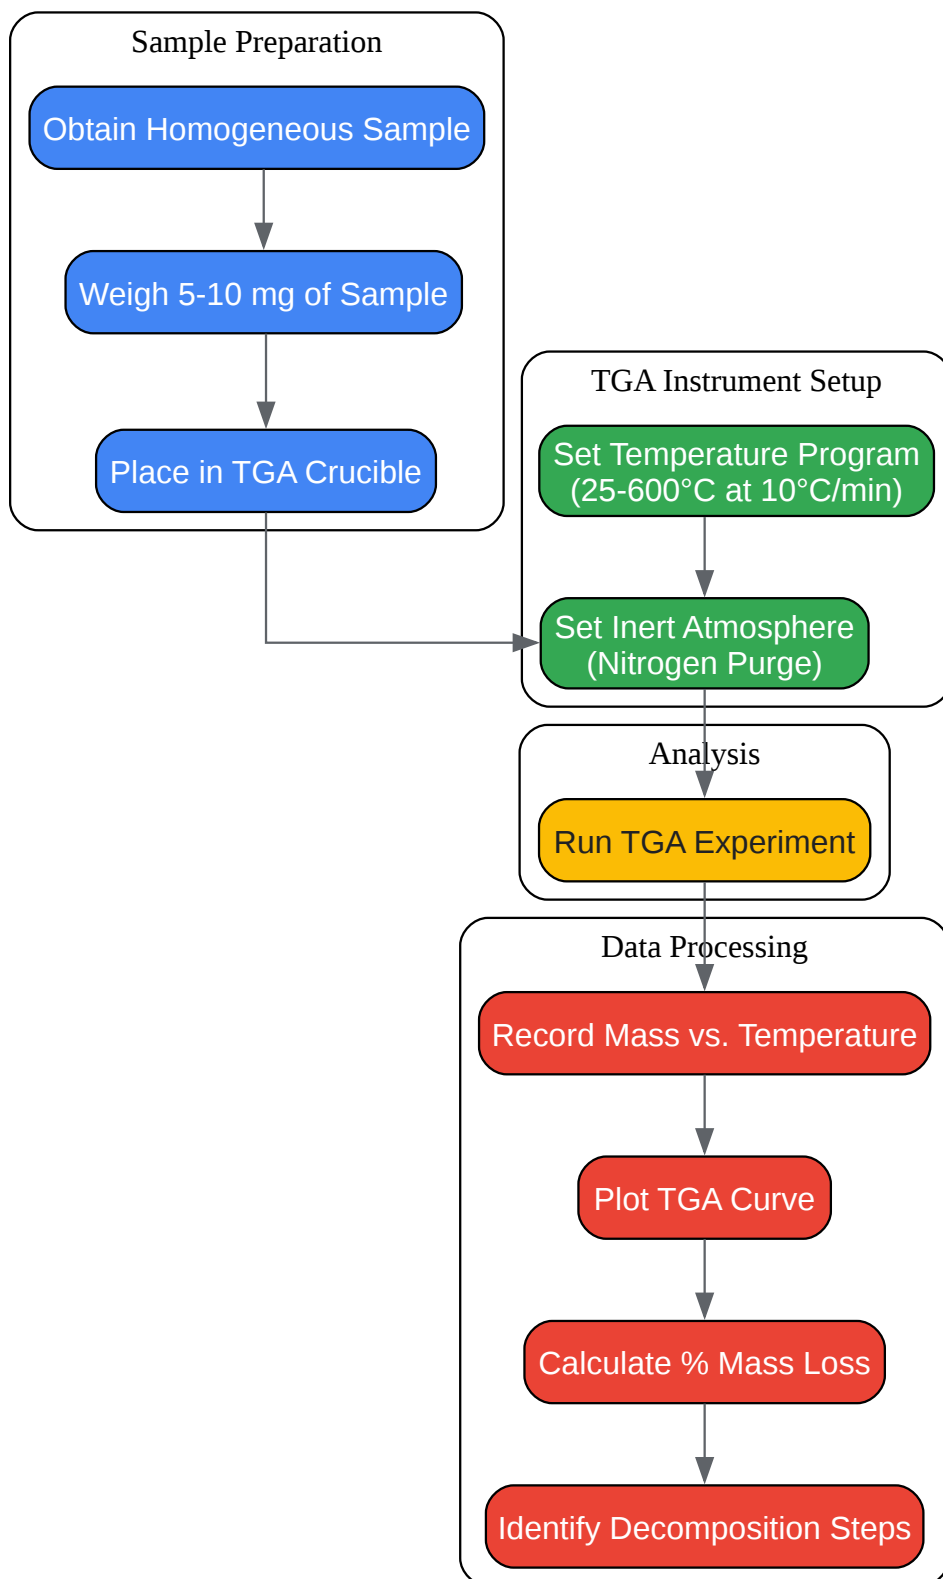 Sample Preparation
Obtain Homogeneous Sample
Weigh 5-10 mg of Sample
Place in TGA Crucible
TGA Instrument Setup
Set Temperature Program
(25-600°C at 10°C/min)
Set Inert Atmosphere
(Nitrogen Purge)
Analysis
Run TGA Experiment
Data Processing
Record Mass vs. Temperature
Plot TGA Curve
Calculate % Mass Loss
Identify Decomposition Steps